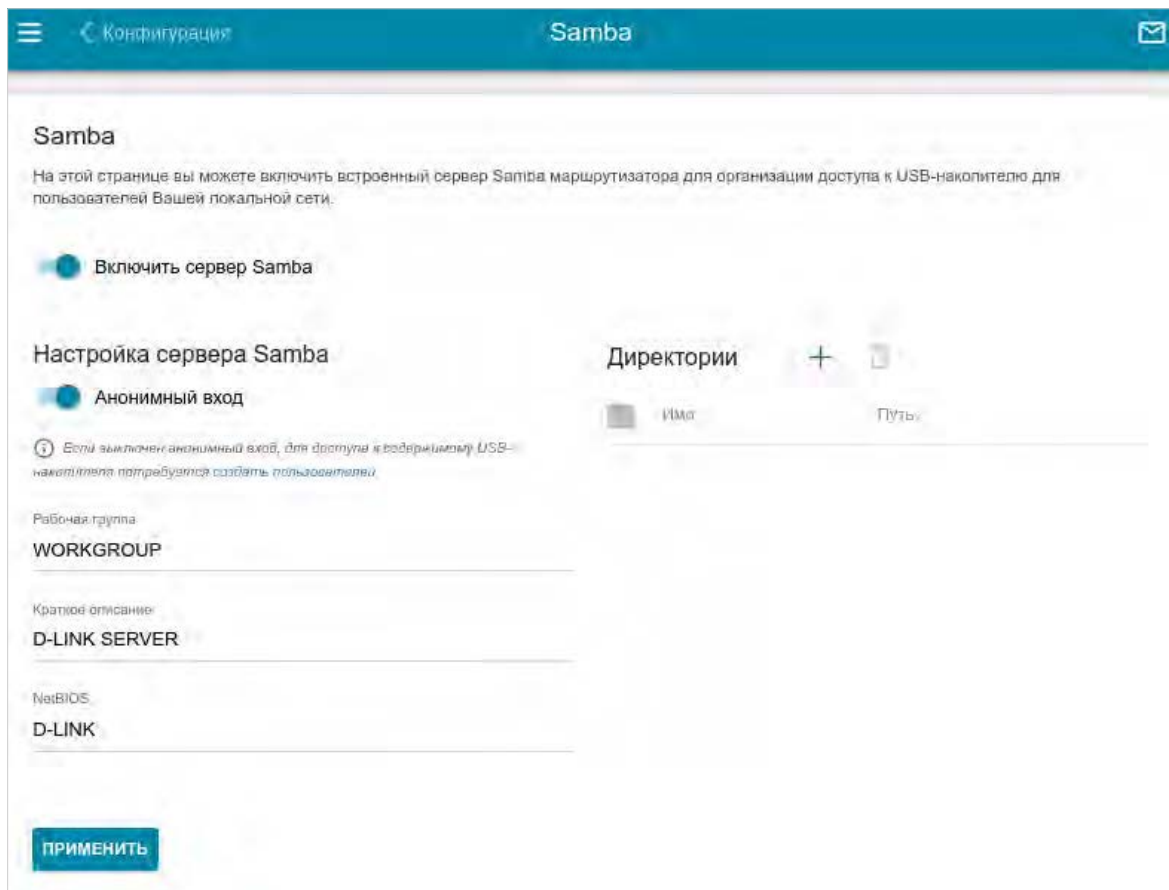 Конфигурация
Samba
Samba
На этой странице вы можете включить встроенный сервер Samba маршрутизатора для организации доступа к USB-накопителю для
пользователей Вашей локальной сети.
Включить сервер Samba
Настройка сервера Samba
Анонимный вход
Если выключен анонимный вход, для доступа к содержимому USB-
накопителя потребуется создать пользователей.
Рабочая группа
WORKGROUP
Краткое описание
D-LINK SERVER
NetBIOS
D-LINK
ПРИМЕНИТЬ
Директории
Имя Путь